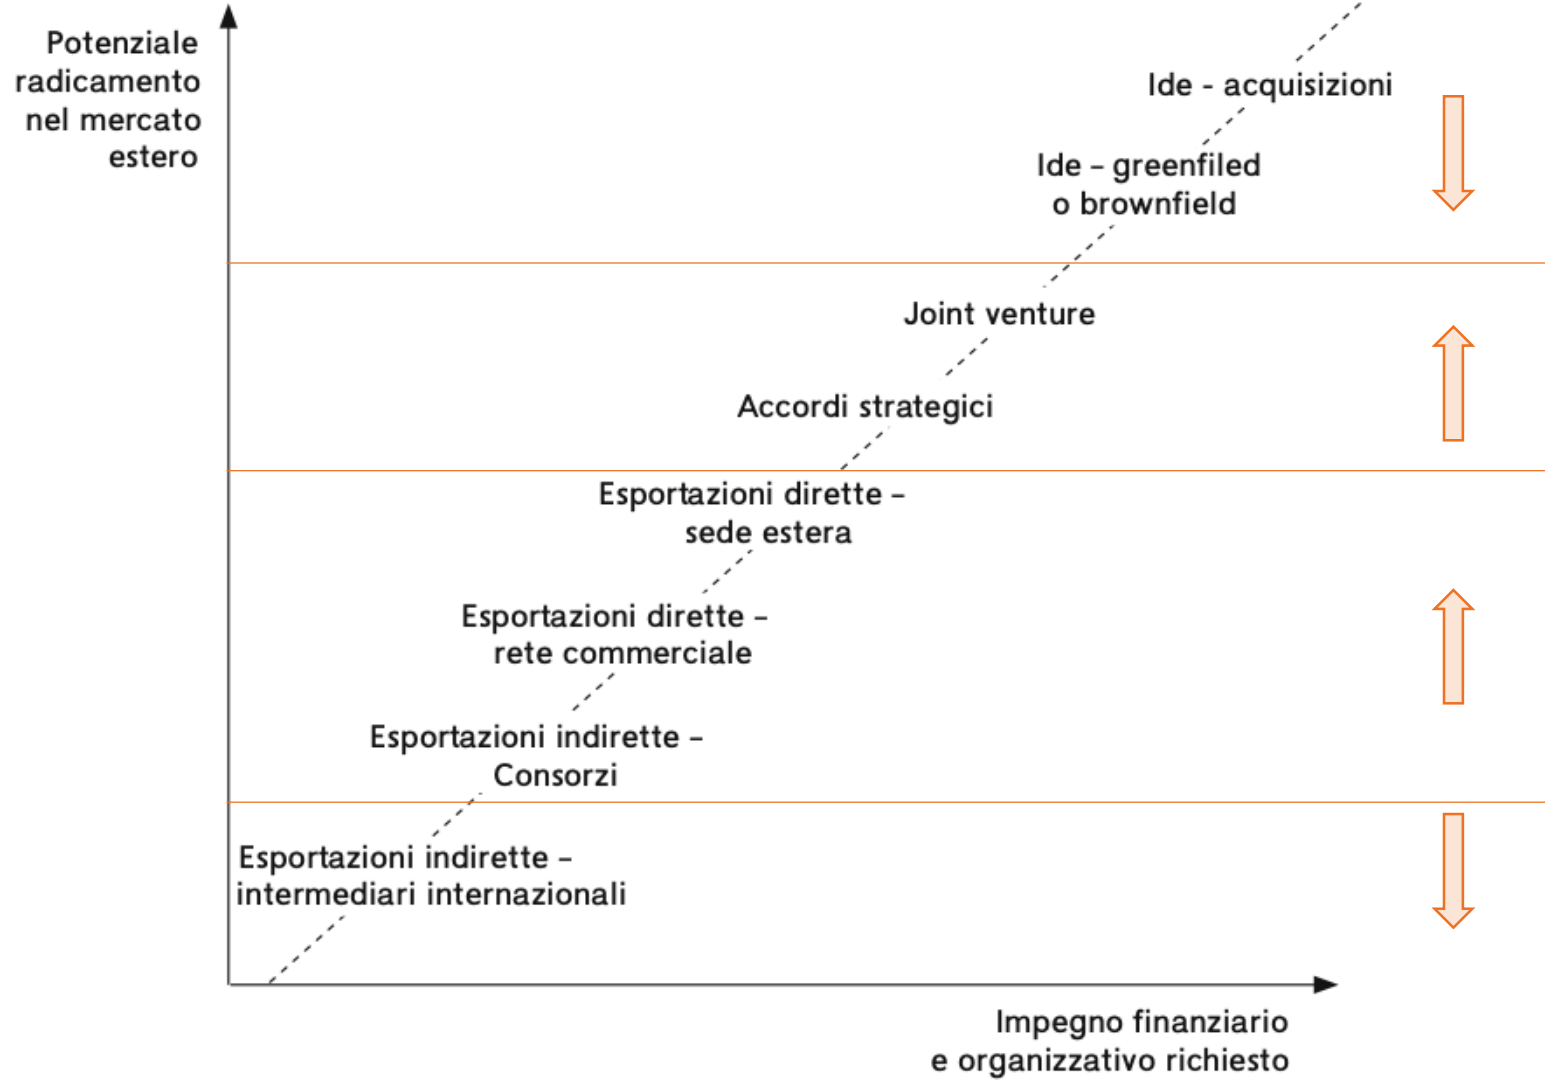 Potenziale
radicamento
nel mercato
estero
Ide - acquisizioni
Ide – greenfiled
o brownfield
Joint venture
Accordi strategici
Esportazioni dirette –
sede estera
Esportazioni dirette –
rete commerciale
Esportazioni indirette –
Consorzi
Esportazioni indirette –
intermediari internazionali
Impegno finanziario
e organizzativo richiesto